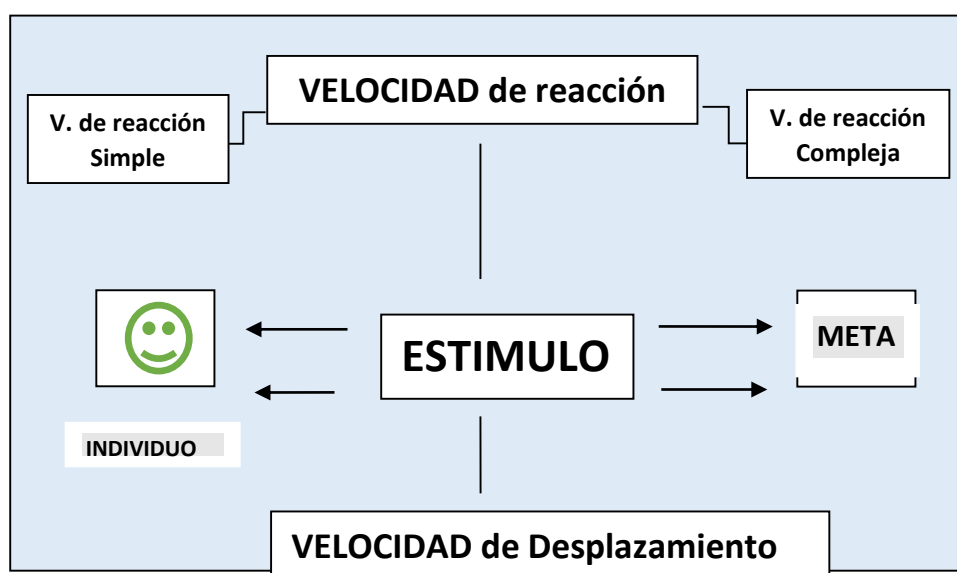 VELOCIDAD de reacción
V. de reacción
Simple
V. de reacción
Compleja
ESTIMULO
META
INDIVIDUO
VELOCIDAD de Desplazamiento